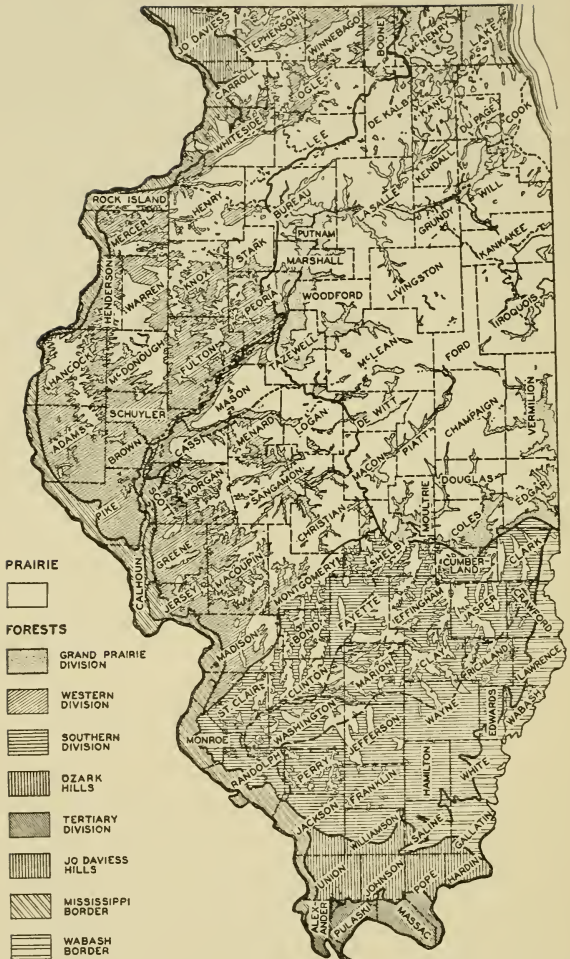 JO DAVIESS
STEPHENSON
WINNEBAGO
BOONE
McHENRY
LAKE
CARROLL
OGLE
DE KALB
KANE
DU PAGE
COOK
WHITESIDE
LEE
KENDALL
ROCK ISLAND
HENRY
BUREAU
LA SALLE
GRUNDY
WILL
MERCER
PUTNAM
STARK
MARSHALL
KANKAKEE
HENDERSON
WARREN
KNOX
PEORIA
WOODFORD
LIVINGSTON
IROQUOIS
HANCOCK
McDONOUGH
FULTON
TAZEWELL
McLEAN
FORD
SCHUYLER
MASON
ADAMS
BROWN
CASS
MENARD
LOGAN
DE WITT
PIATT
CHAMPAIGN
VERMILION
PIKE
SCOTT
MORGAN
SANGAMON
MACON
MOULTRIE
DOUGLAS
EDGAR
CHRISTIAN
COLES
CALHOUN
GREENE
JERSEY
MACOUPIN
MONTGOMERY
SHELBY
CUMBER-
LAND
CLARK
MADISON
BOND
FAYETTE
EFFINGHAM
JASPER
CRAWFORD
ST. CLAIR
CLINTON
MARION
CLAY
RICHLAND
LAWRENCE
MONROE
WASHINGTON
JEFFERSON
WAYNE
EDWARDS
WABASH
RANDOLPH
PERRY
FRANKLIN
HAMILTON
WHITE
JACKSON
WILLIAMSON
SALINE
GALLATIN
UNION
JOHNSON
POPE
HARDIN
ALEX-
ANDER
PULASKI
MASSAC
PRAIRIE
FORESTS
GRAND PRAIRIE
DIVISION
WESTERN
DIVISION
SOUTHERN
DIVISION
OZARK
HILLS
TERTIARY
DIVISION
JO DAVIESS
HILLS
MISSISSIPPI
BORDER
WABASH
BORDER